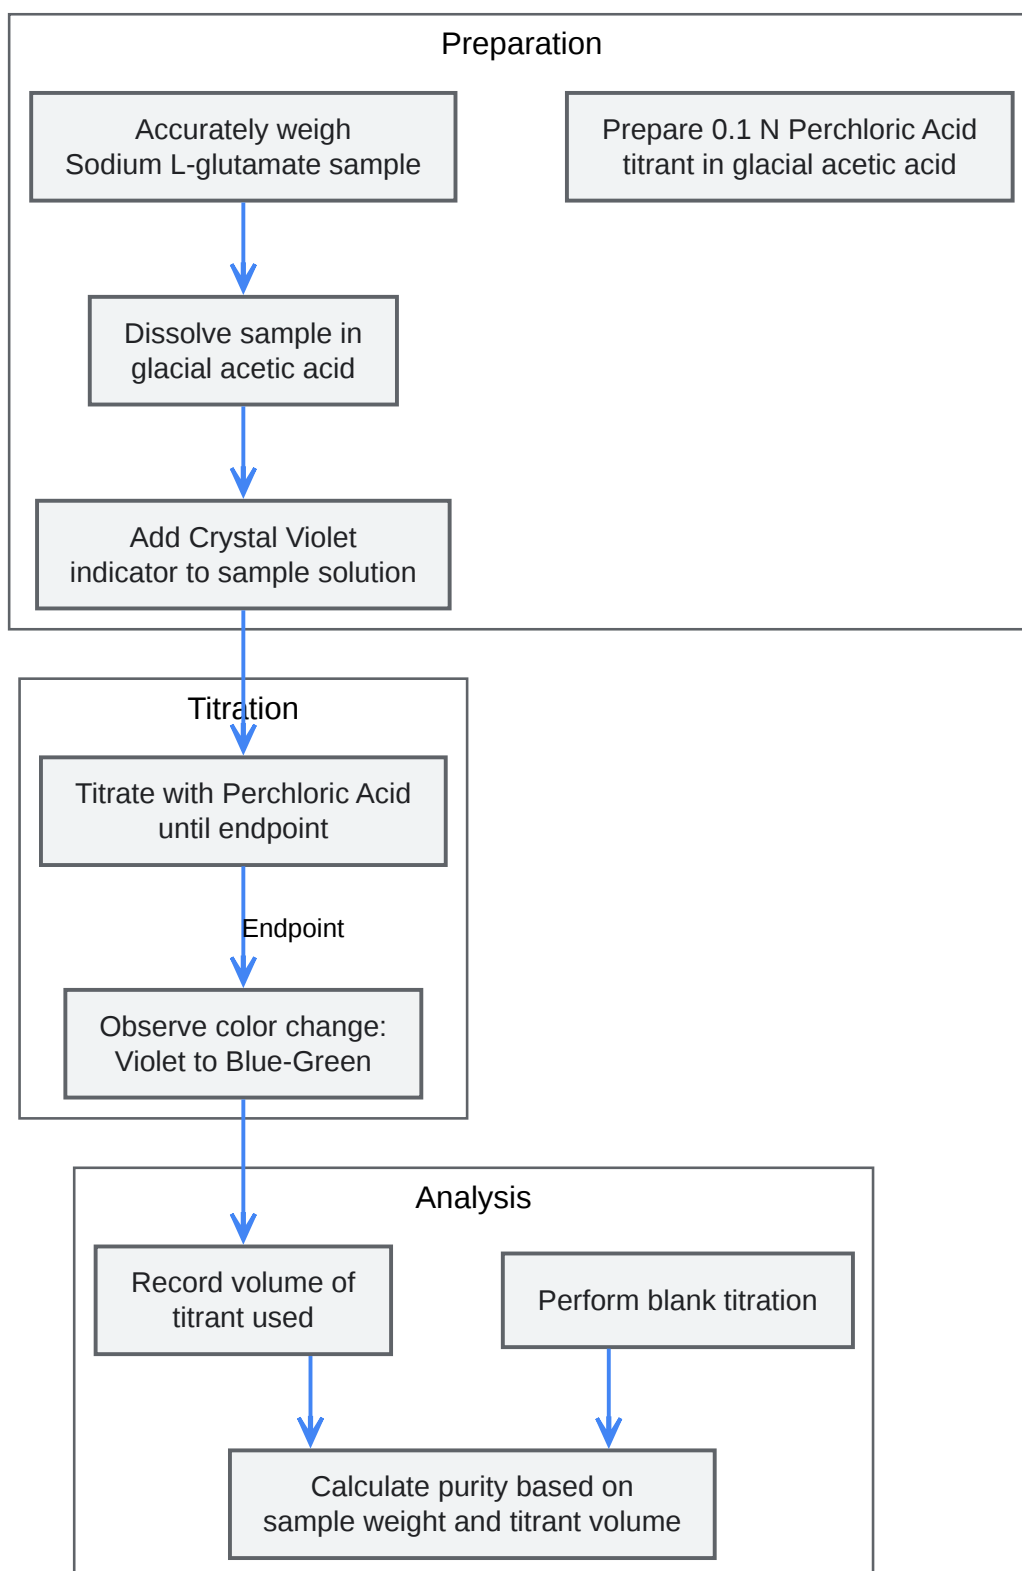 Preparation
Accurately weigh
Sodium L-glutamate sample
Prepare 0.1 N Perchloric Acid
titrant in glacial acetic acid
Dissolve sample in
glacial acetic acid
Add Crystal Violet
indicator to sample solution
Titration
Titrate with Perchloric Acid
until endpoint
Endpoint
Observe color change:
Violet to Blue-Green
Analysis
Record volume of
titrant used
Perform blank titration
Calculate purity based on
sample weight and titrant volume